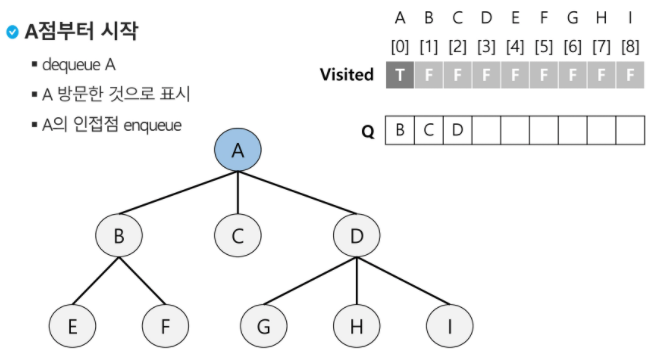 A점부터 시작
▪ dequeue A
▪ A 방문한 것으로 표시
▪ A의 인접점 enqueue
A B C D E F G H I
[0] [1] [2] [3] [4] [5] [6] [7] [8]
Visited T F F F F F F F F
Q B C D
A
B C D
E F G H I